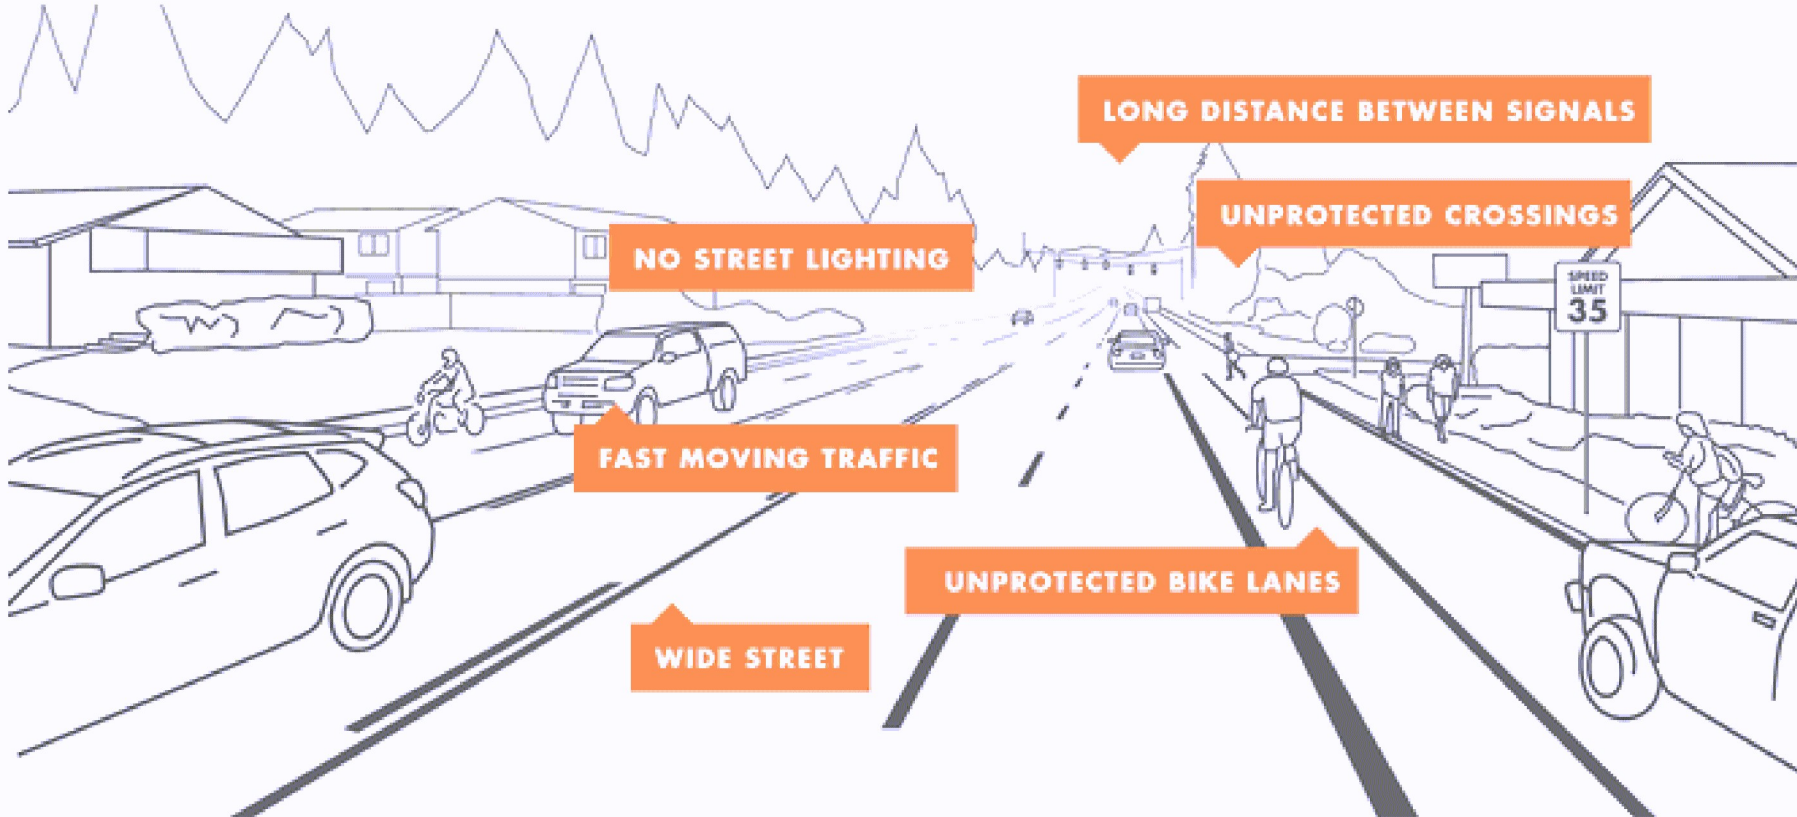 LONG DISTANCE BETWEEN SIGNALS
UNPROTECTED CROSSINGS
NO STREET LIGHTING
SPEED
LIMIT
35
FAST MOVING TRAFFIC
UNPROTECTED BIKE LANES
WIDE STREET